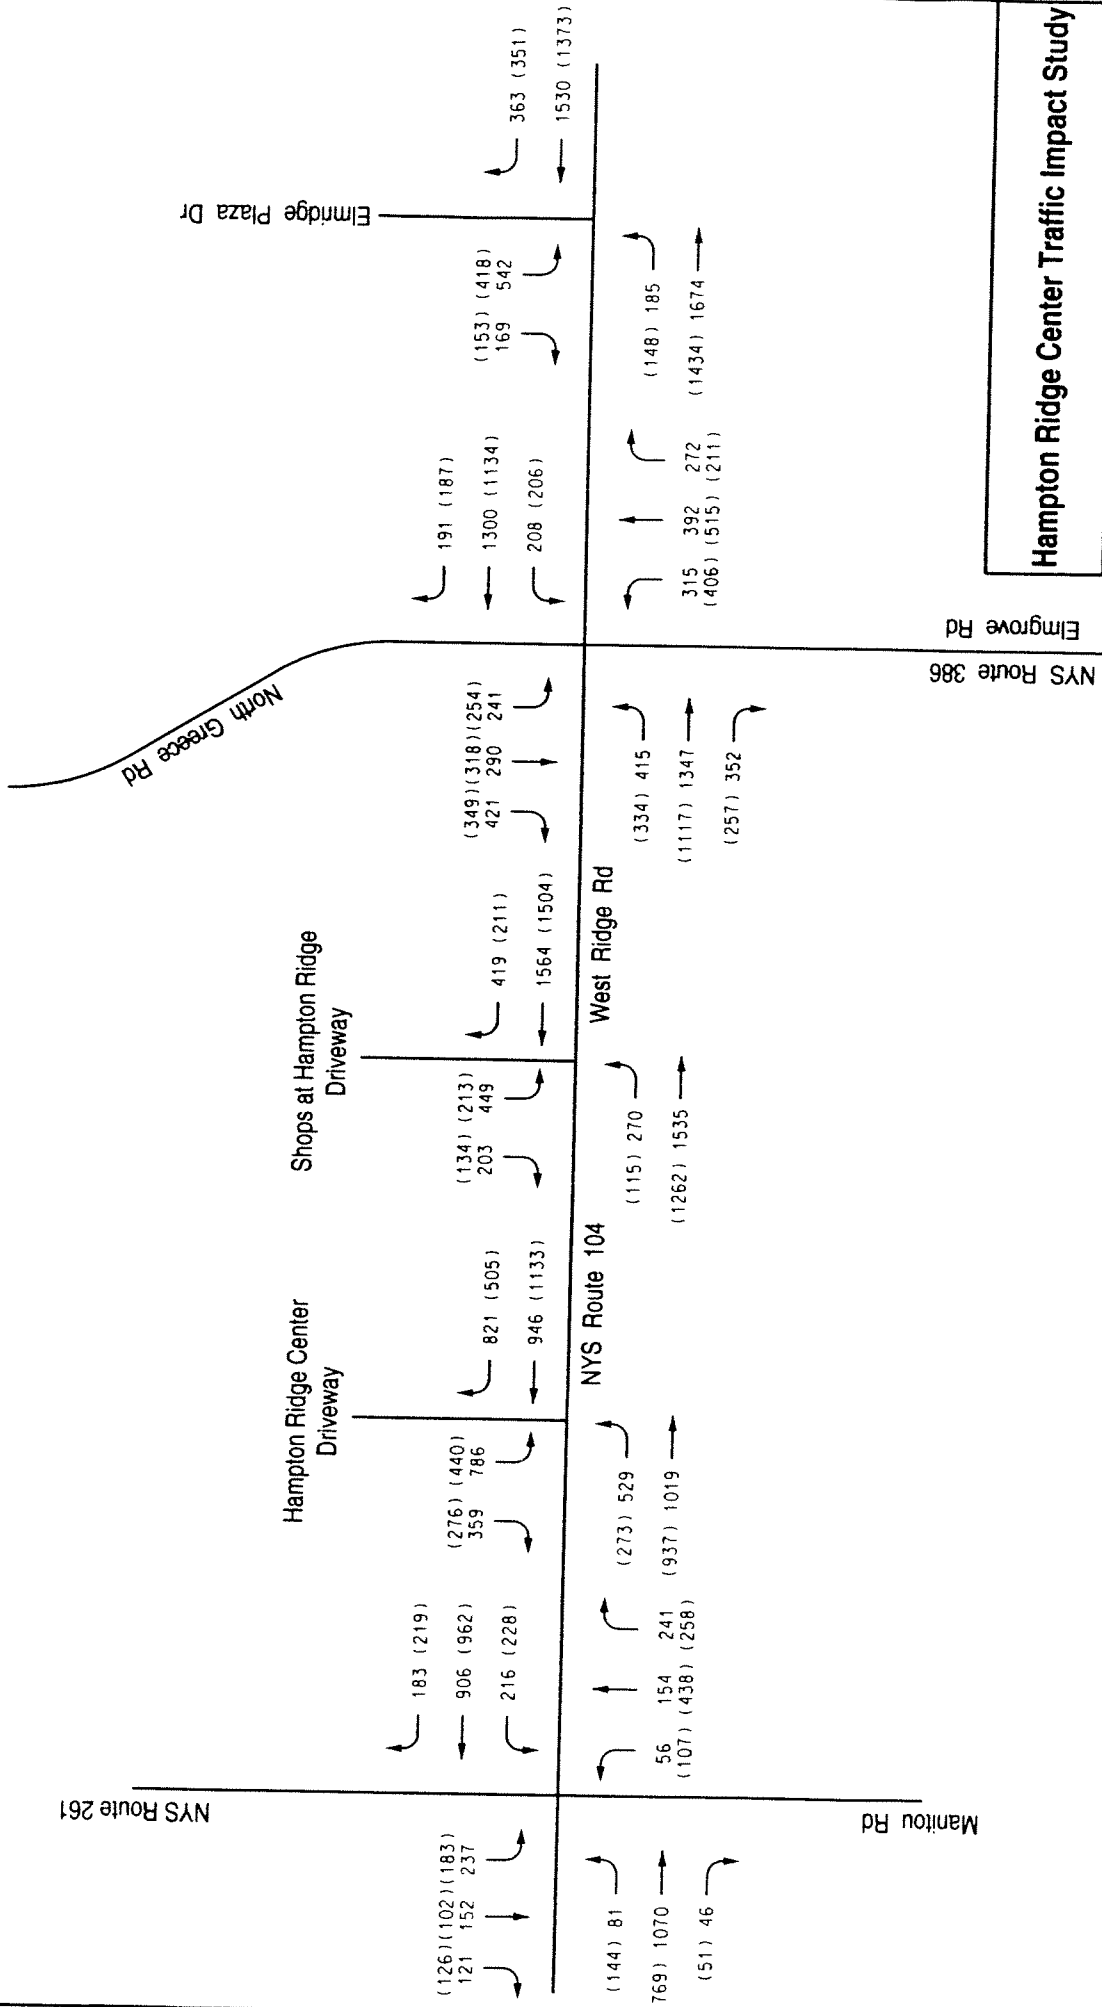 NYS Route 261
(126)(102)(183)
121 152 237
(144) 81
769) 1070
(51) 46
183 (219)
906 (962)
216 (228)
56 154 241
(107) (438) (258)
Manitou Rd
Hampton Ridge Center
Driveway
(276) (440)
359 786
(273) 529
(937) 1019
821 (505)
946 (1133)
NYS Route 104
Shops at Hampton Ridge
Driveway
(134) (213)
203 449
(115) 270
(1262) 1535
419 (211)
1564 (1504)
West Ridge Rd
North Greece Rd
(349)(318)(254)
421 290 241
(334) 415
(1117) 1347
(257) 352
NYS Route 386
Elmgrove Rd
191 (187)
1300 (1134)
208 (206)
315 392 272
(406) (515) (211)
Elmridge Plaza Dr
(153) (418)
169 542
(148) 185
(1434) 1674
363 (351)
1530 (1373)
Hampton Ridge Center Traffic Impact Study